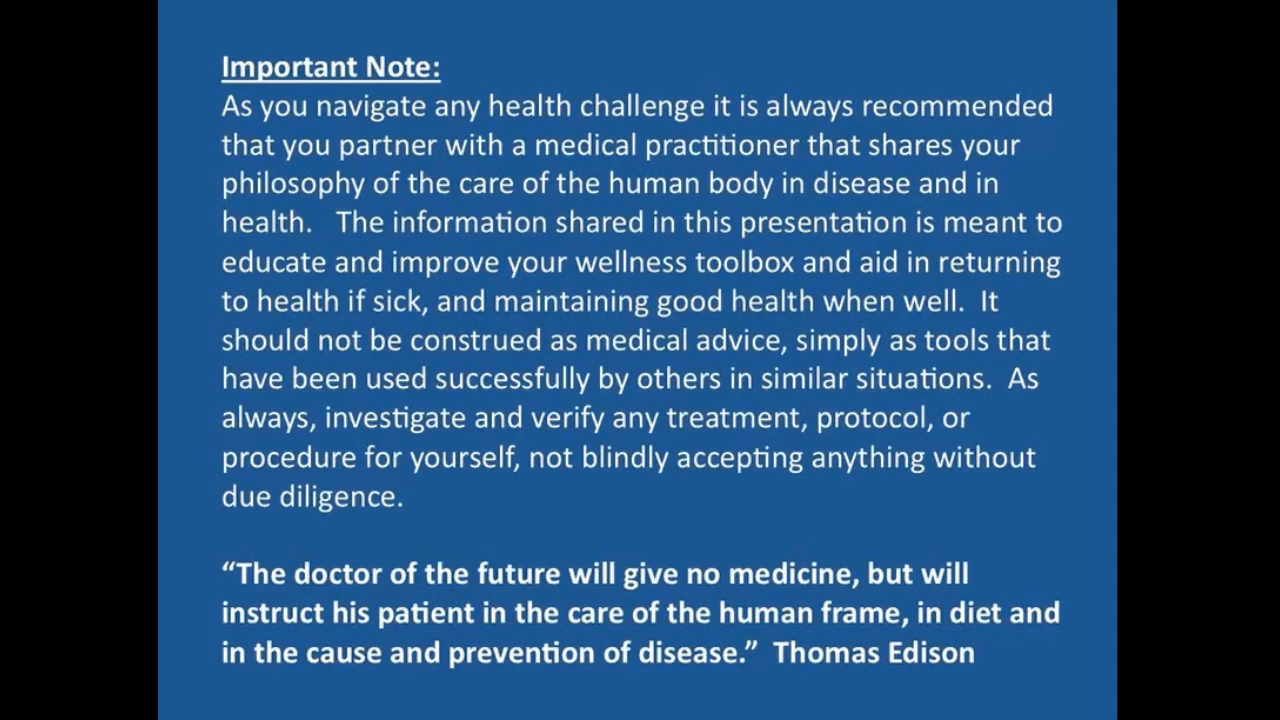 Important Note:
As you navigate any health challenge it is always recommended
that you partner with a medical practitioner that shares your
philosophy of the care of the human body in disease and in
health.   The information shared in this presentation is meant to
educate and improve your wellness toolbox and aid in returning
to health if sick, and maintaining good health when well.  It
should not be construed as medical advice, simply as tools that
have been used successfully by others in similar situations.  As
always, investigate and verify any treatment, protocol, or
procedure for yourself, not blindly accepting anything without
due diligence.
“The doctor of the future will give no medicine, but will
instruct his patient in the care of the human frame, in diet and
in the cause and prevention of disease.”  Thomas Edison